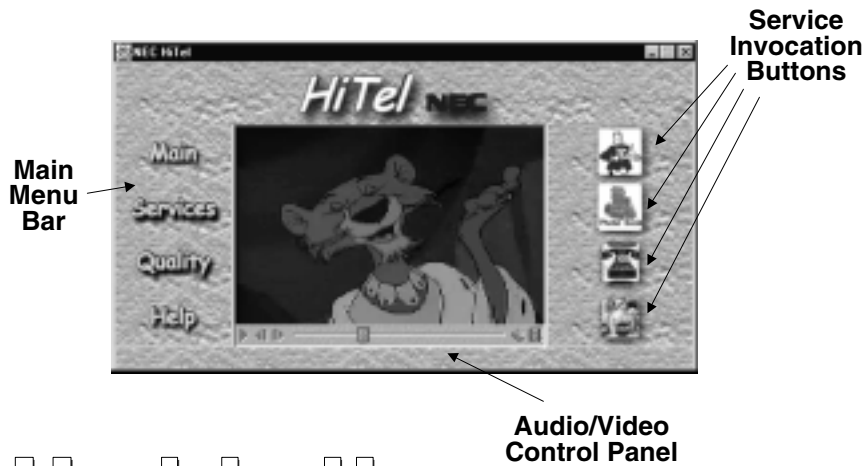 Service
Invocation
Buttons
NEC HiTel
HiTel NEC
Main
Menu
Bar
Main
Services
Quality
Help
Audio/Video
Control Panel